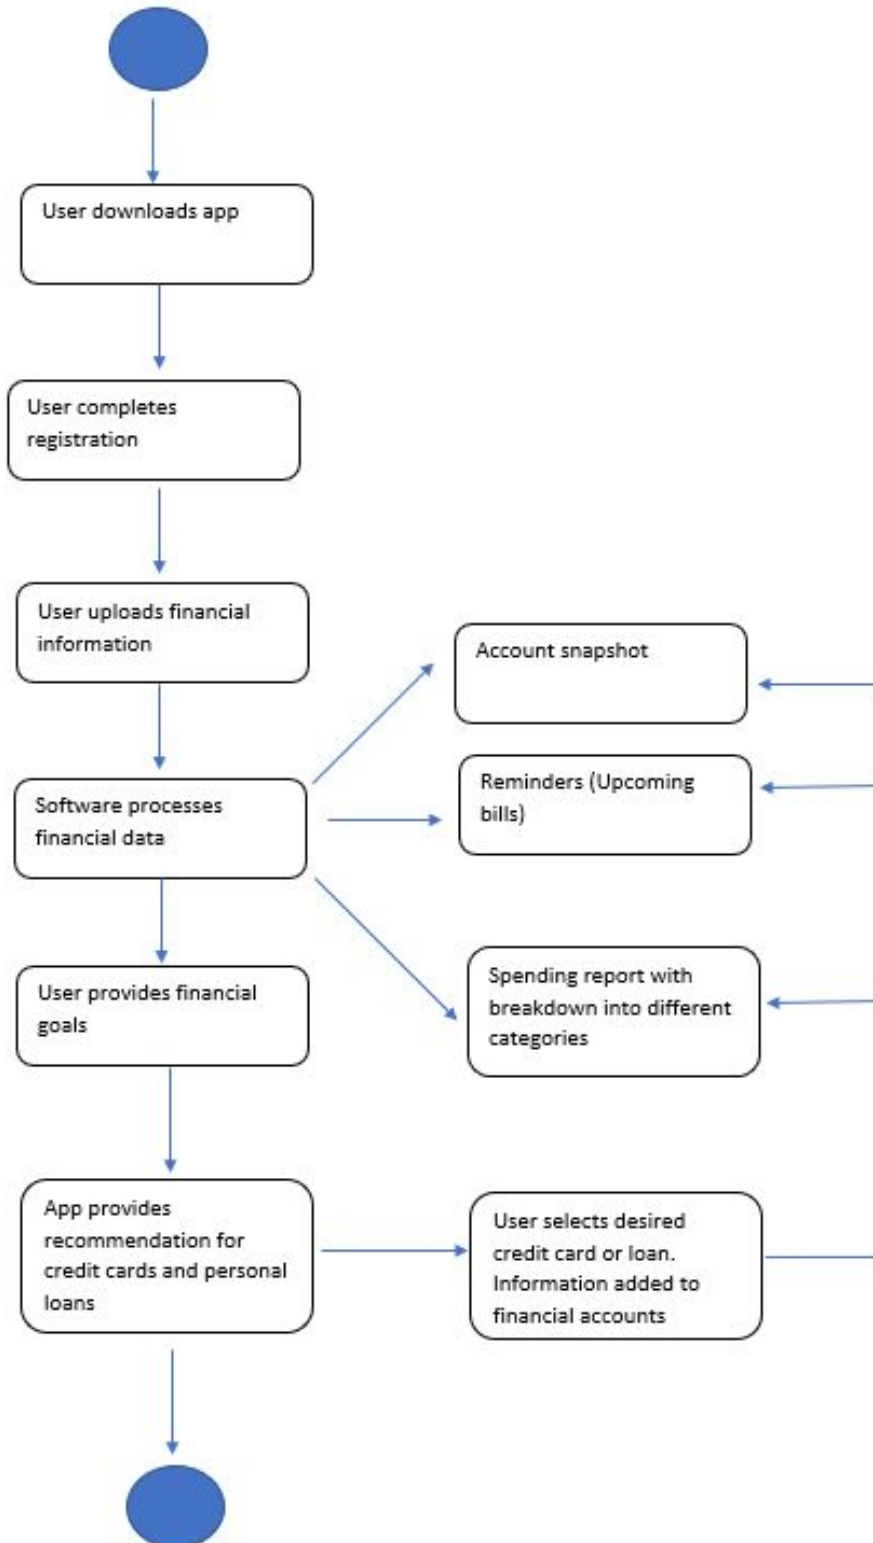 User downloads app
User completes
registration
User uploads financial
information
Account snapshot
Software processes
financial data
Reminders (Upcoming
bills)
User provides financial
goals
Spending report with
breakdown into different
categories
App provides
recommendation for
credit cards and personal
loans
User selects desired
credit card or loan.
Information added to
financial accounts